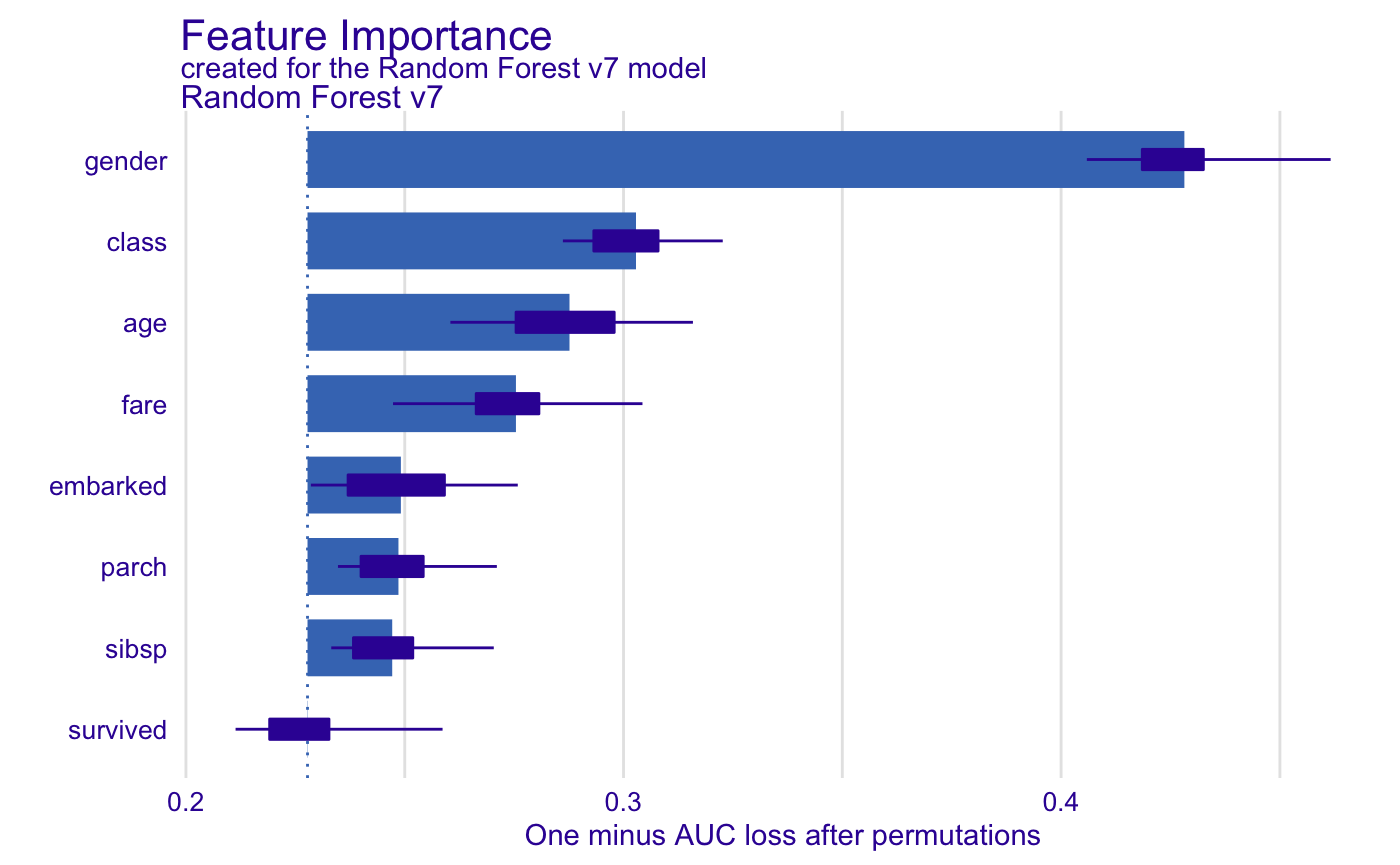 Feature Importance
created for the Random Forest v7 model
Random Forest v7
gender
class
age
fare
embarked
parch
sibsp
survived
0.2 0.3 0.4
One minus AUC loss after permutations